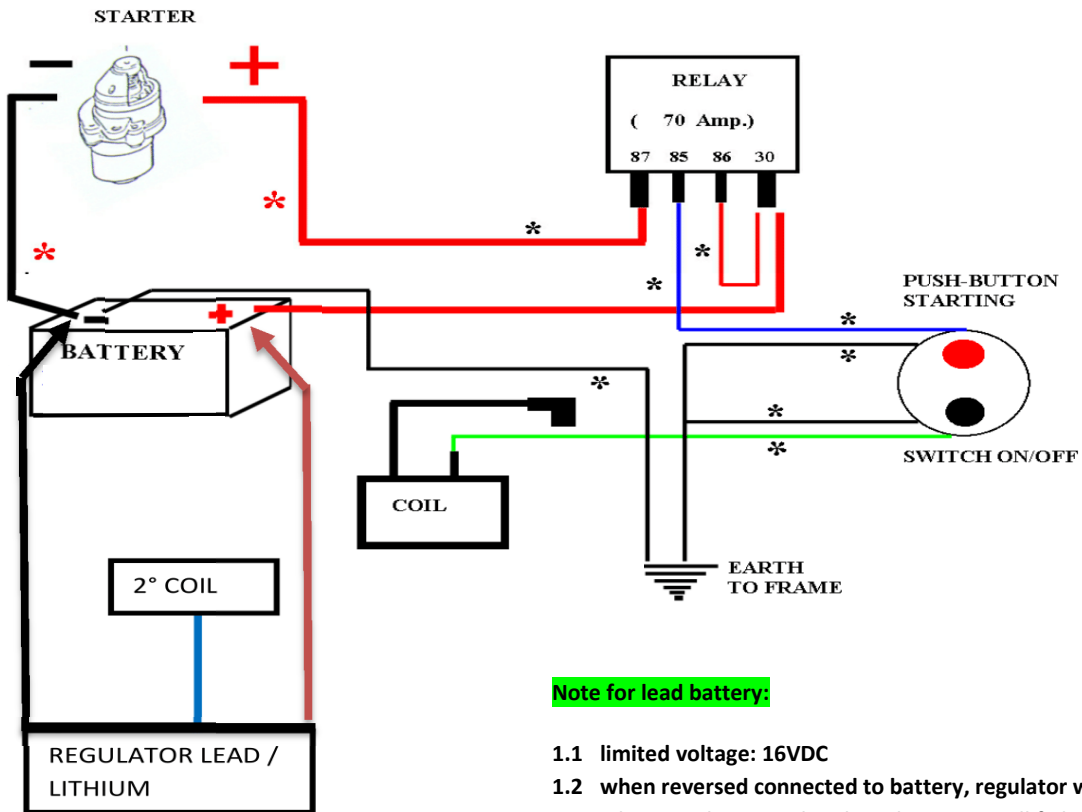 STARTER
− +
RELAY
( 70 Amp.)
87 85 86 30
* * * * *
PUSH-BUTTON
STARTING
− +
BATTERY
* * * * *
SWITCH ON/OFF
COIL
EARTH
TO FRAME
2° COIL
Note for lead battery:
REGULATOR LEAD /
LITHIUM
1.1 limited voltage: 16VDC
1.2 when reversed connected to battery, regulator w